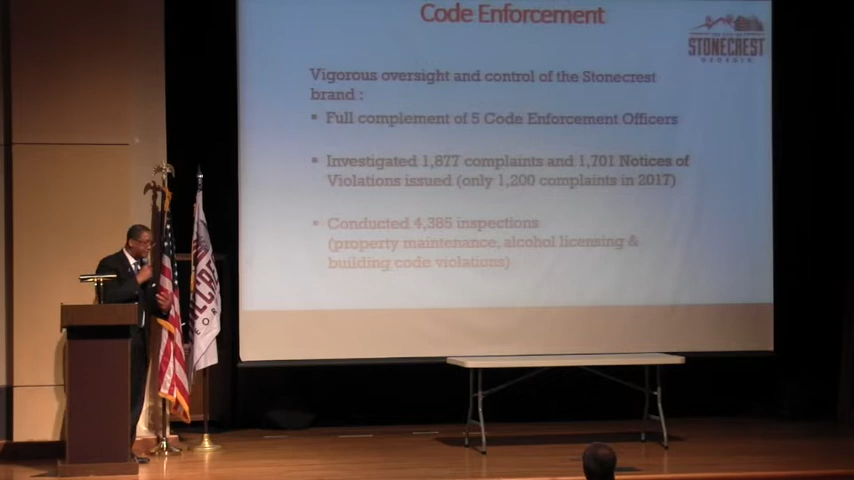 Code Enforcement
STONECREST
GEORGIA
Vigorous oversight and control of the Stonecrest
brand :
▪ Full complement of 5 Code Enforcement Officers
▪ Investigated 1,877 complaints and 1,701 Notices of
Violations issued (only 1,200 complaints in 2017)
▪ Conducted 4,385 inspections
(property maintenance, alcohol licensing &
building code violations)